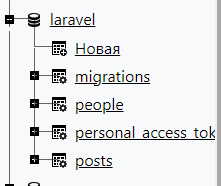 laravel
Новая
migrations
people
personal_access_tok
posts